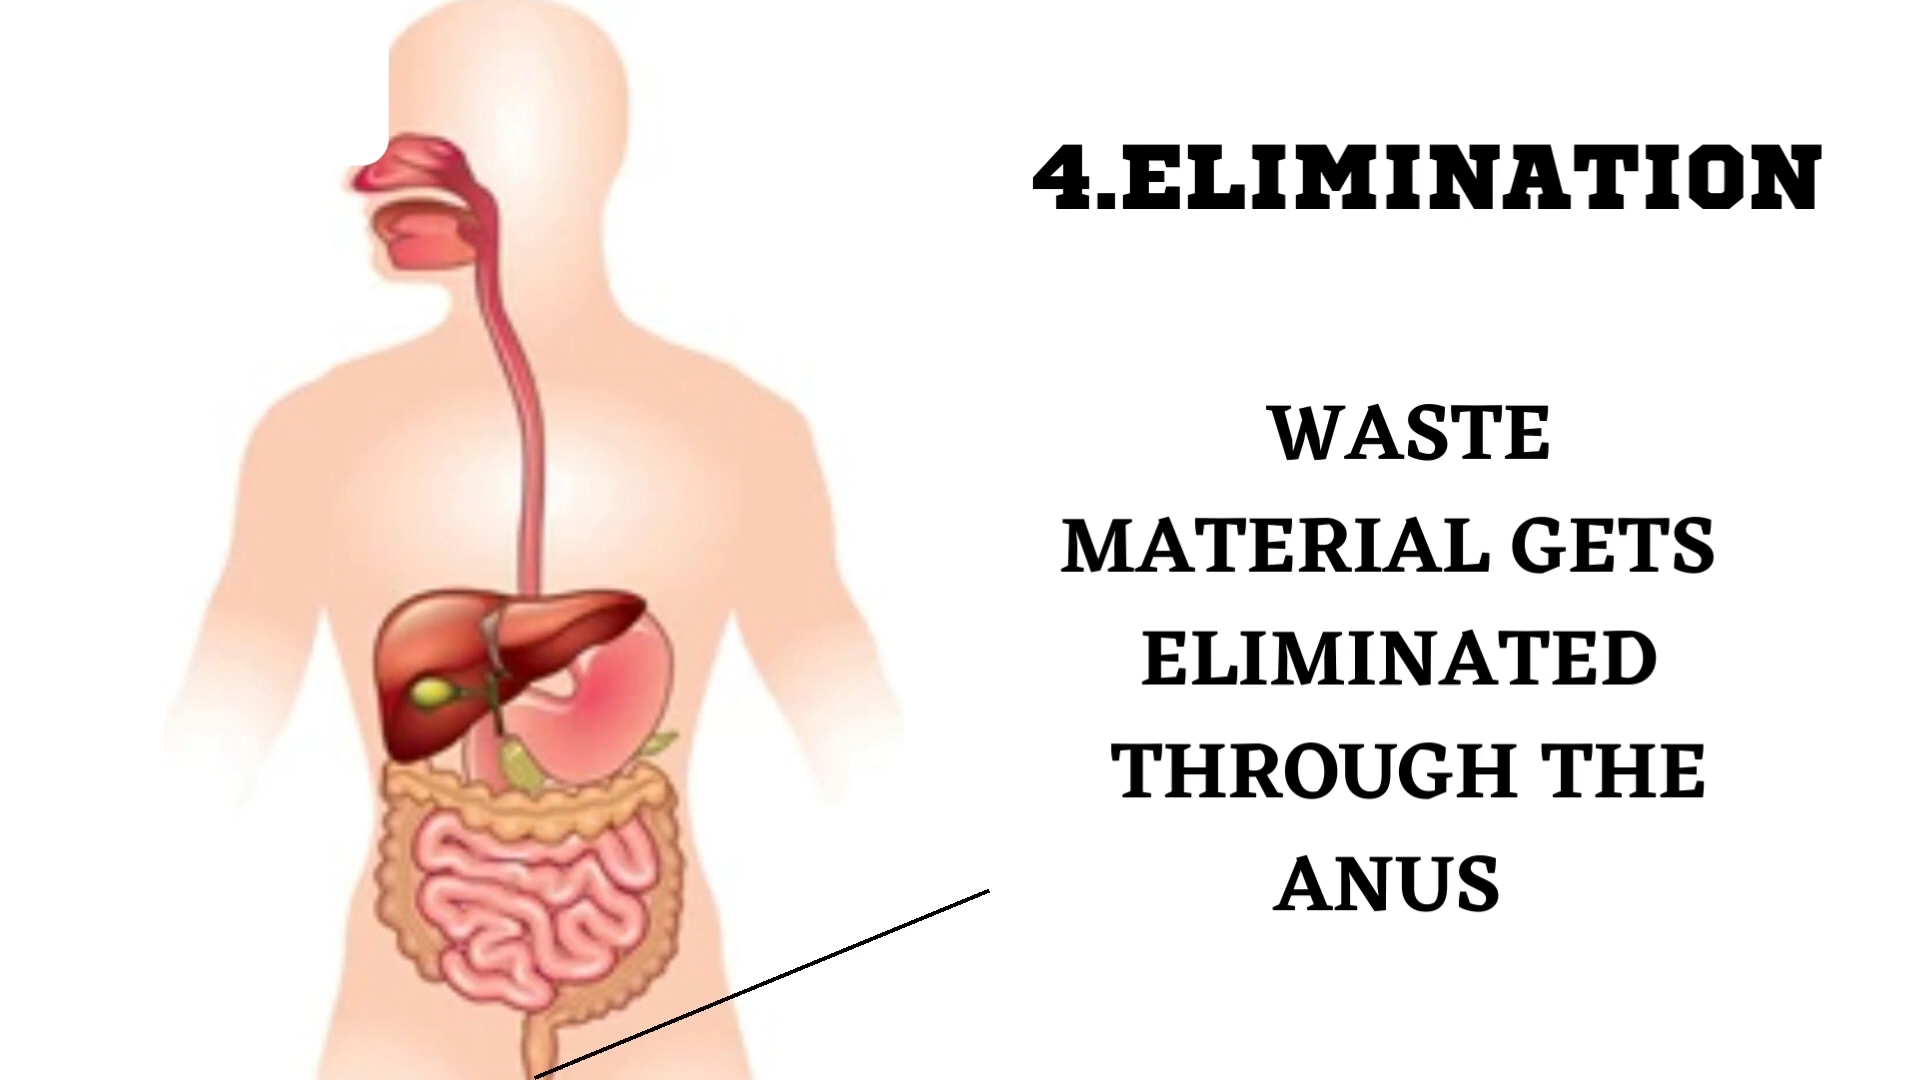 4.ELIMINATION
WASTE
MATERIAL GETS
ELIMINATED
THROUGH THE
ANUS